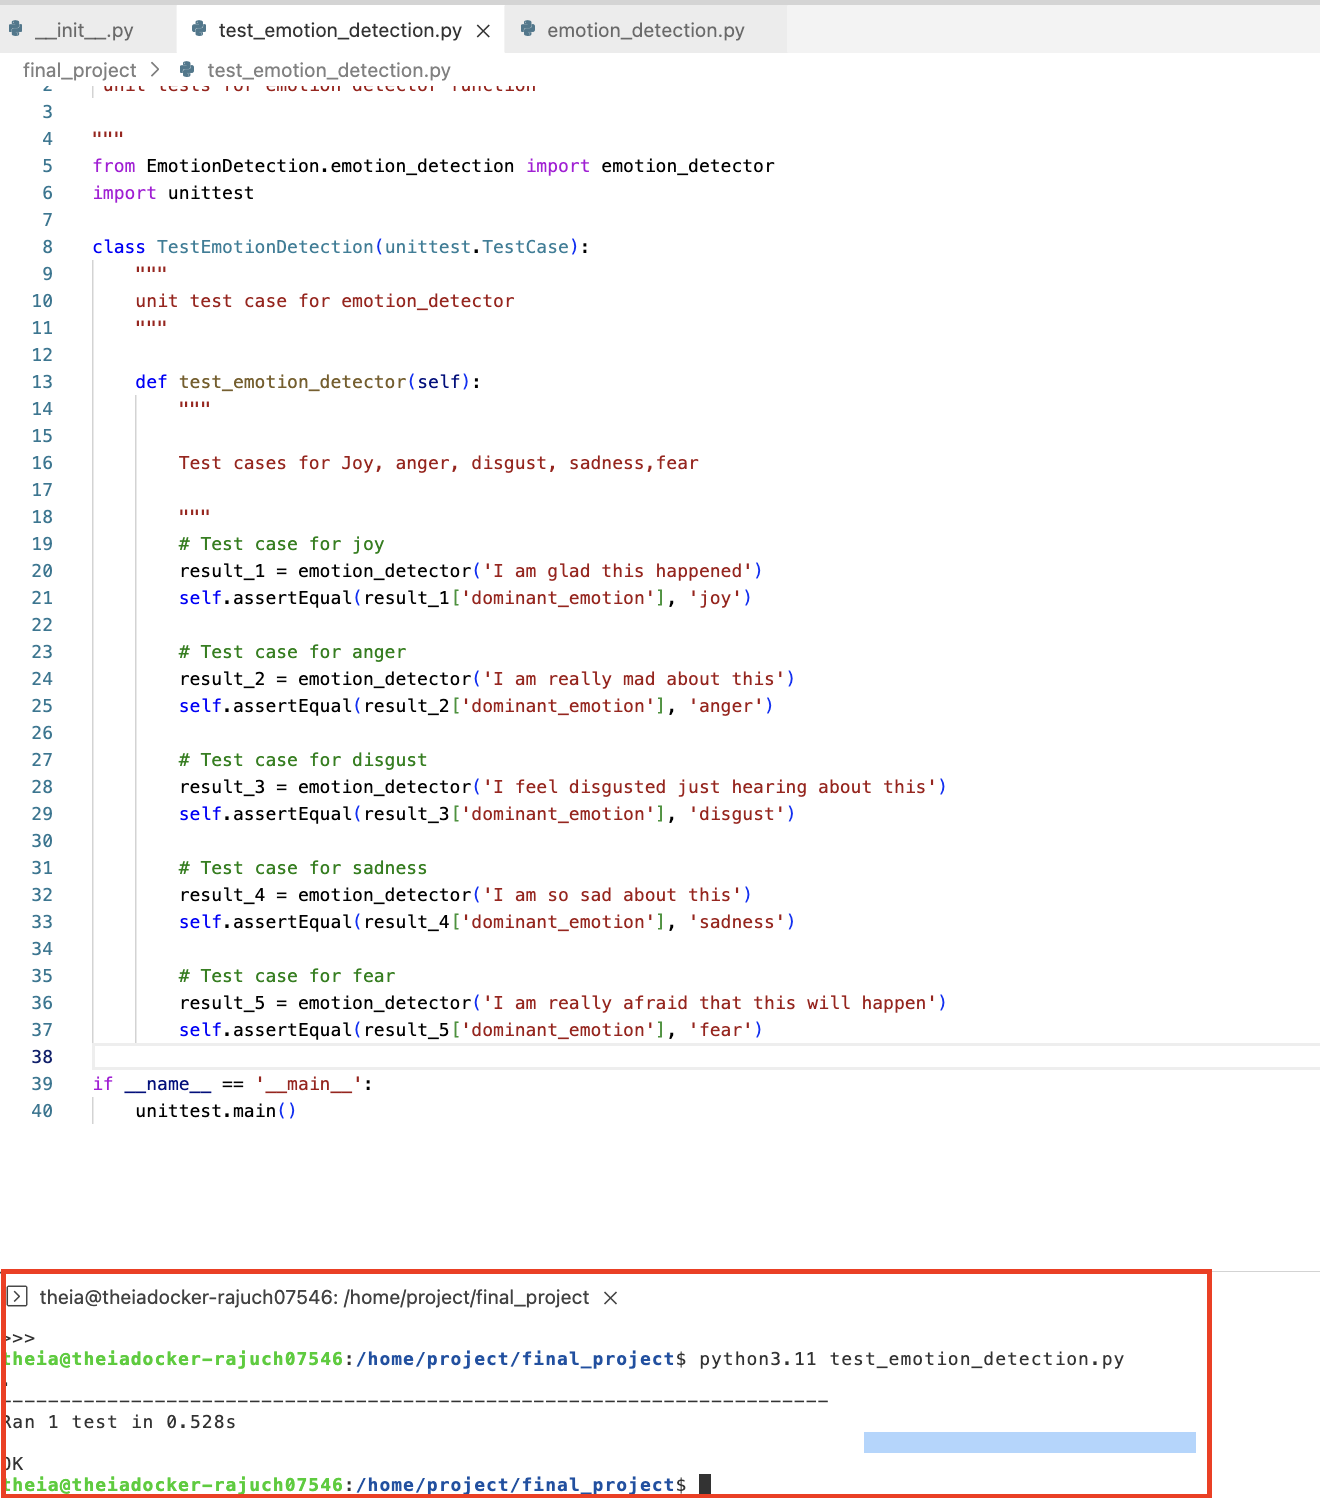 __init__.py test_emotion_detection.py emotion_detection.py
final_project > test_emotion_detection.py
2 unit tests for emotion detector function
3
4 """
5 from EmotionDetection.emotion_detection import emotion_detector
6 import unittest
7
8 class TestEmotionDetection(unittest.TestCase):
9 """
10 unit test case for emotion_detector
11 """
12
13 def test_emotion_detector(self):
14 """
15
16 Test cases for Joy, anger, disgust, sadness,fear
17
18 """
19 # Test case for joy
20 result_1 = emotion_detector('I am glad this happened')
21 self.assertEqual(result_1['dominant_emotion'], 'joy')
22
23 # Test case for anger
24 result_2 = emotion_detector('I am really mad about this')
25 self.assertEqual(result_2['dominant_emotion'], 'anger')
26
27 # Test case for disgust
28 result_3 = emotion_detector('I feel disgusted just hearing about this')
29 self.assertEqual(result_3['dominant_emotion'], 'disgust')
30
31 # Test case for sadness
32 result_4 = emotion_detector('I am so sad about this')
33 self.assertEqual(result_4['dominant_emotion'], 'sadness')
34
35 # Test case for fear
36 result_5 = emotion_detector('I am really afraid that this will happen')
37 self.assertEqual(result_5['dominant_emotion'], 'fear')
38
39 if __name__ == '__main__':
40 unittest.main()
theia@theiadocker-rajuch07546: /home/project/final_project
>>>
theia@theiadocker-rajuch07546:/home/project/final_project$ python3.11 test_emotion_detection.py
.
----------------------------------------------------------------------
Ran 1 test in 0.528s
OK
theia@theiadocker-rajuch07546:/home/project/final_project$